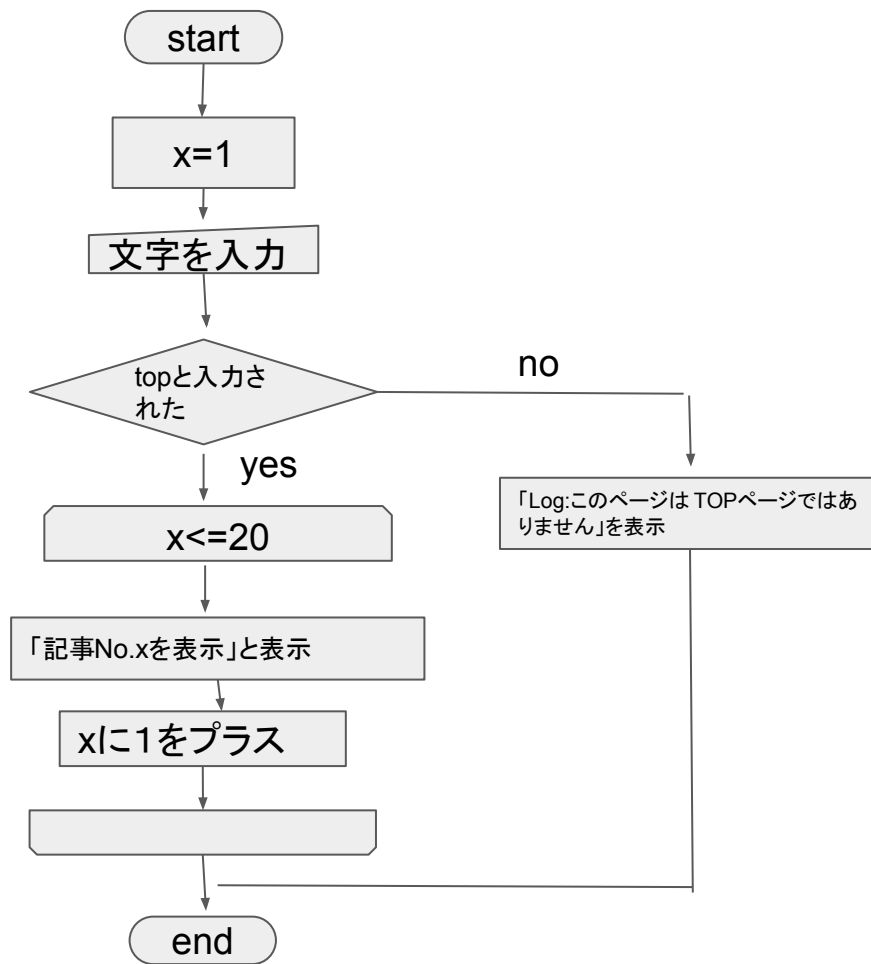 start
x=1
文字を入力
topと入力さ
れた
no
yes
「Log:このページは TOPページではあ
りません」を表示
x<=20
「記事No.xを表示」と表示
xに１をプラス
end